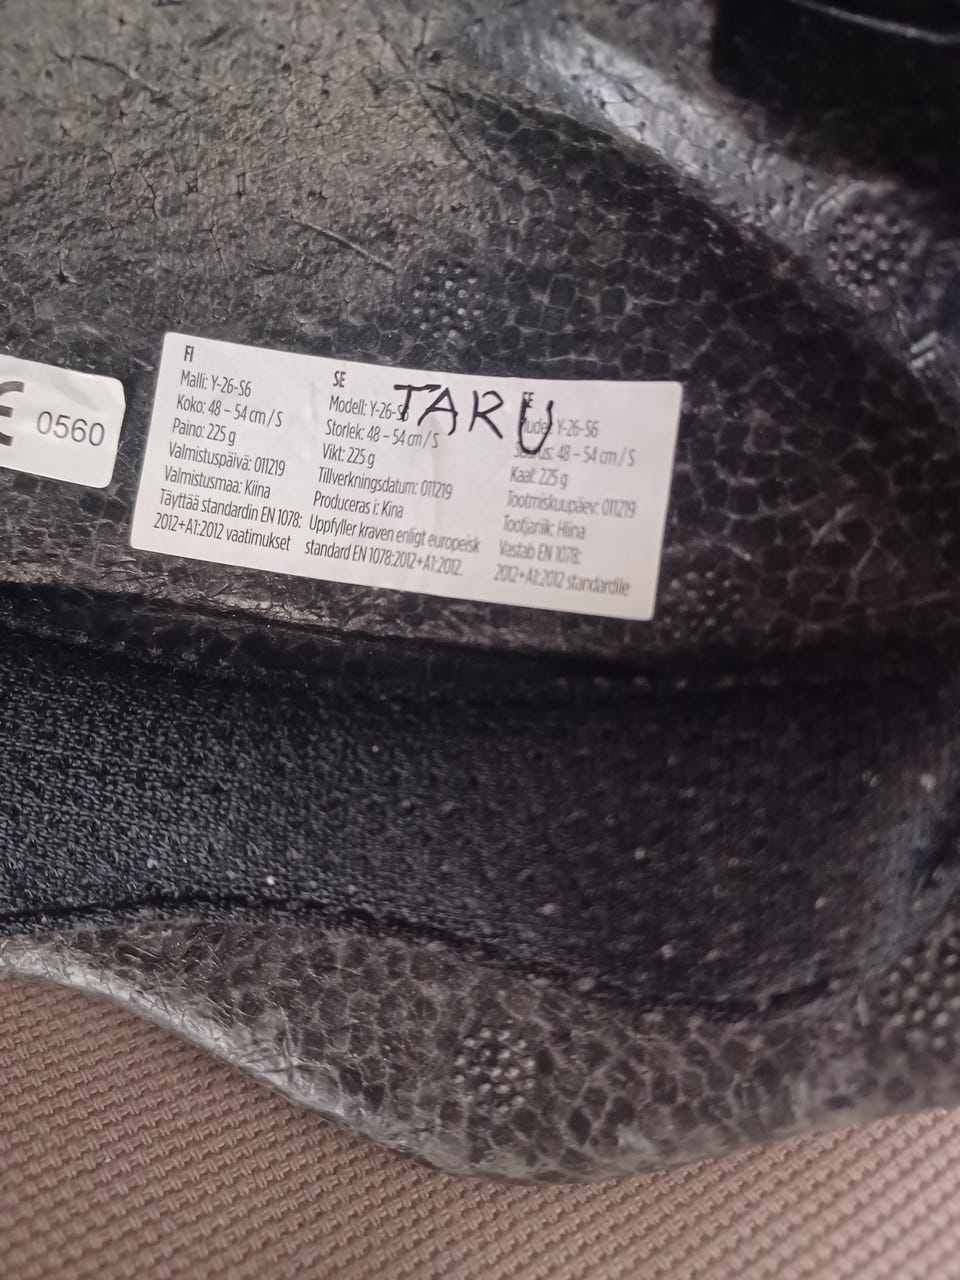 CE 0560
FI
Malli: Y-26-S6
Koko: 48 – 54 cm / S
Paino: 225 g
Valmistuspäivä: 011219
Valmistusmaa: Kiina
Täyttää standardin EN 1078:
2012+A1:2012 vaatimukset
SE
Modell: Y-26-S6
Storlek: 48 – 54 cm / S
Vikt: 225 g
Tillverkningsdatum: 011219
Produceras i: Kina
Uppfyller kraven enligt europeisk
standard EN 1078:2012+A1:2012.
TARU
EE
Mudel: Y-26-S6
Suurus: 48 – 54 cm / S
Kaal: 225 g
Tootmiskuupäev: 011219
Tootjariik: Hiina
Vastab EN 1078:
2012+A1:2012 standardile